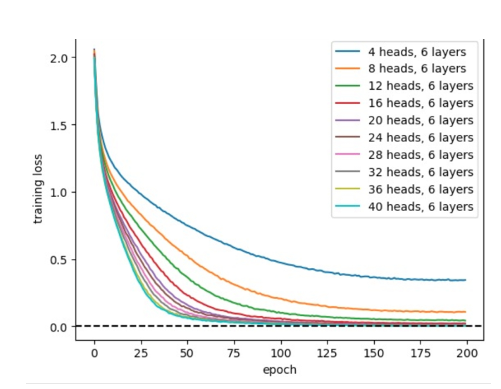 2.0
1.5
1.0
0.5
0.0
training loss
4 heads, 6 layers
8 heads, 6 layers
12 heads, 6 layers
16 heads, 6 layers
20 heads, 6 layers
24 heads, 6 layers
28 heads, 6 layers
32 heads, 6 layers
36 heads, 6 layers
40 heads, 6 layers
0 25 50 75 100 125 150 175 200
epoch